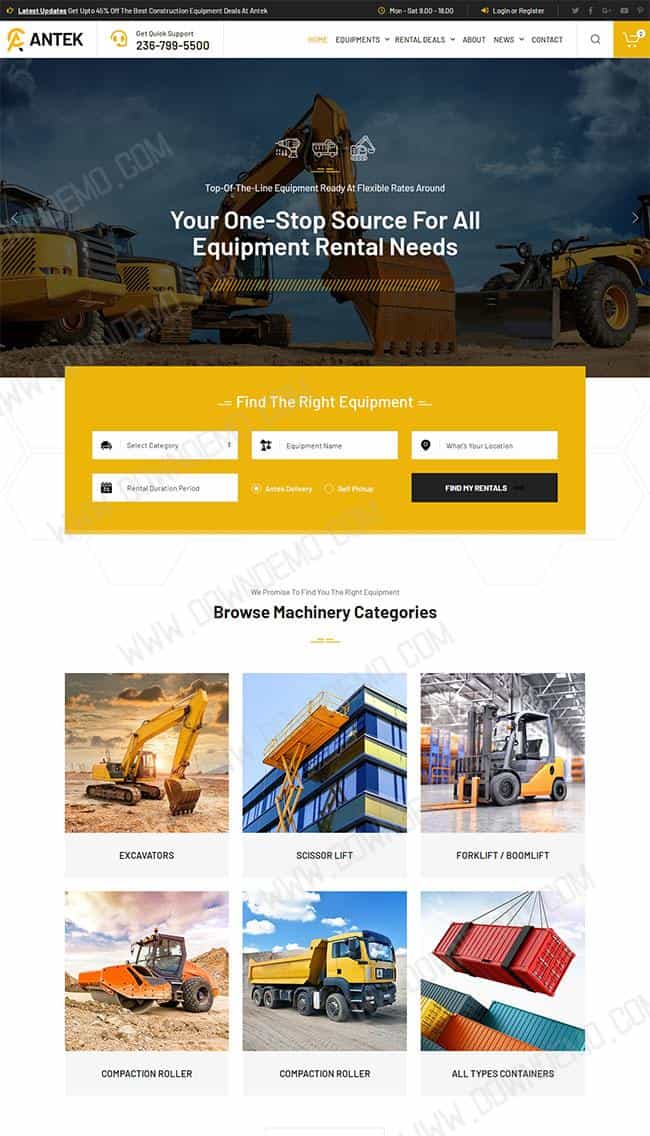 Latest Updates Get Upto 45% Off The Best Construction Equipment Deals At Antek
Mon - Sat 9.00 - 18.00
Login or Register
ANTEK
Get Quick Support
236-799-5500
HOME EQUIPMENTS RENTAL DEALS ABOUT NEWS CONTACT
Top-Of-The-Line Equipment Ready At Flexible Rates Around
Your One-Stop Source For All
Equipment Rental Needs
Find The Right Equipment
Select Category
Equipment Name
What's Your Location
Rental Duration Period
Antek Delivery
Self Pickup
FIND MY RENTALS
We Promise To Find You The Right Equipment
Browse Machinery Categories
EXCAVATORS
SCISSOR LIFT
FORKLIFT / BOOMLIFT
COMPACTION ROLLER
COMPACTION ROLLER
ALL TYPES CONTAINERS
WWW.DOWNDEMO.COM